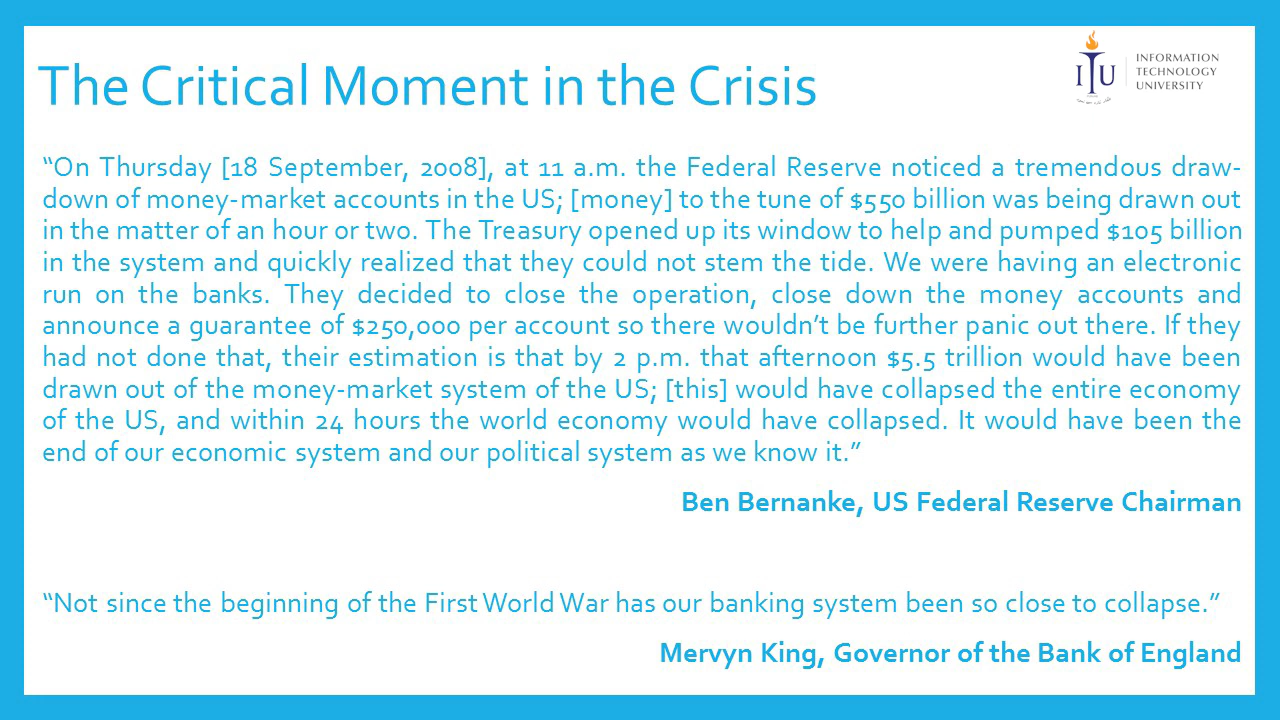 The Critical Moment in the Crisis
INFORMATION
TECHNOLOGY
UNIVERSITY
ITU
“On Thursday [18 September, 2008], at 11 a.m. the Federal Reserve noticed a tremendous draw-
down of money-market accounts in the US; [money] to the tune of $550 billion was being drawn out
in the matter of an hour or two. The Treasury opened up its window to help and pumped $105 billion
in the system and quickly realized that they could not stem the tide. We were having an electronic
run on the banks. They decided to close the operation, close down the money accounts and
announce a guarantee of $250,000 per account so there wouldn’t be further panic out there. If they
had not done that, their estimation is that by 2 p.m. that afternoon $5.5 trillion would have been
drawn out of the money-market system of the US; [this] would have collapsed the entire economy
of the US, and within 24 hours the world economy would have collapsed. It would have been the
end of our economic system and our political system as we know it.”
Ben Bernanke, US Federal Reserve Chairman
“Not since the beginning of the First World War has our banking system been so close to collapse.”
Mervyn King, Governor of the Bank of England